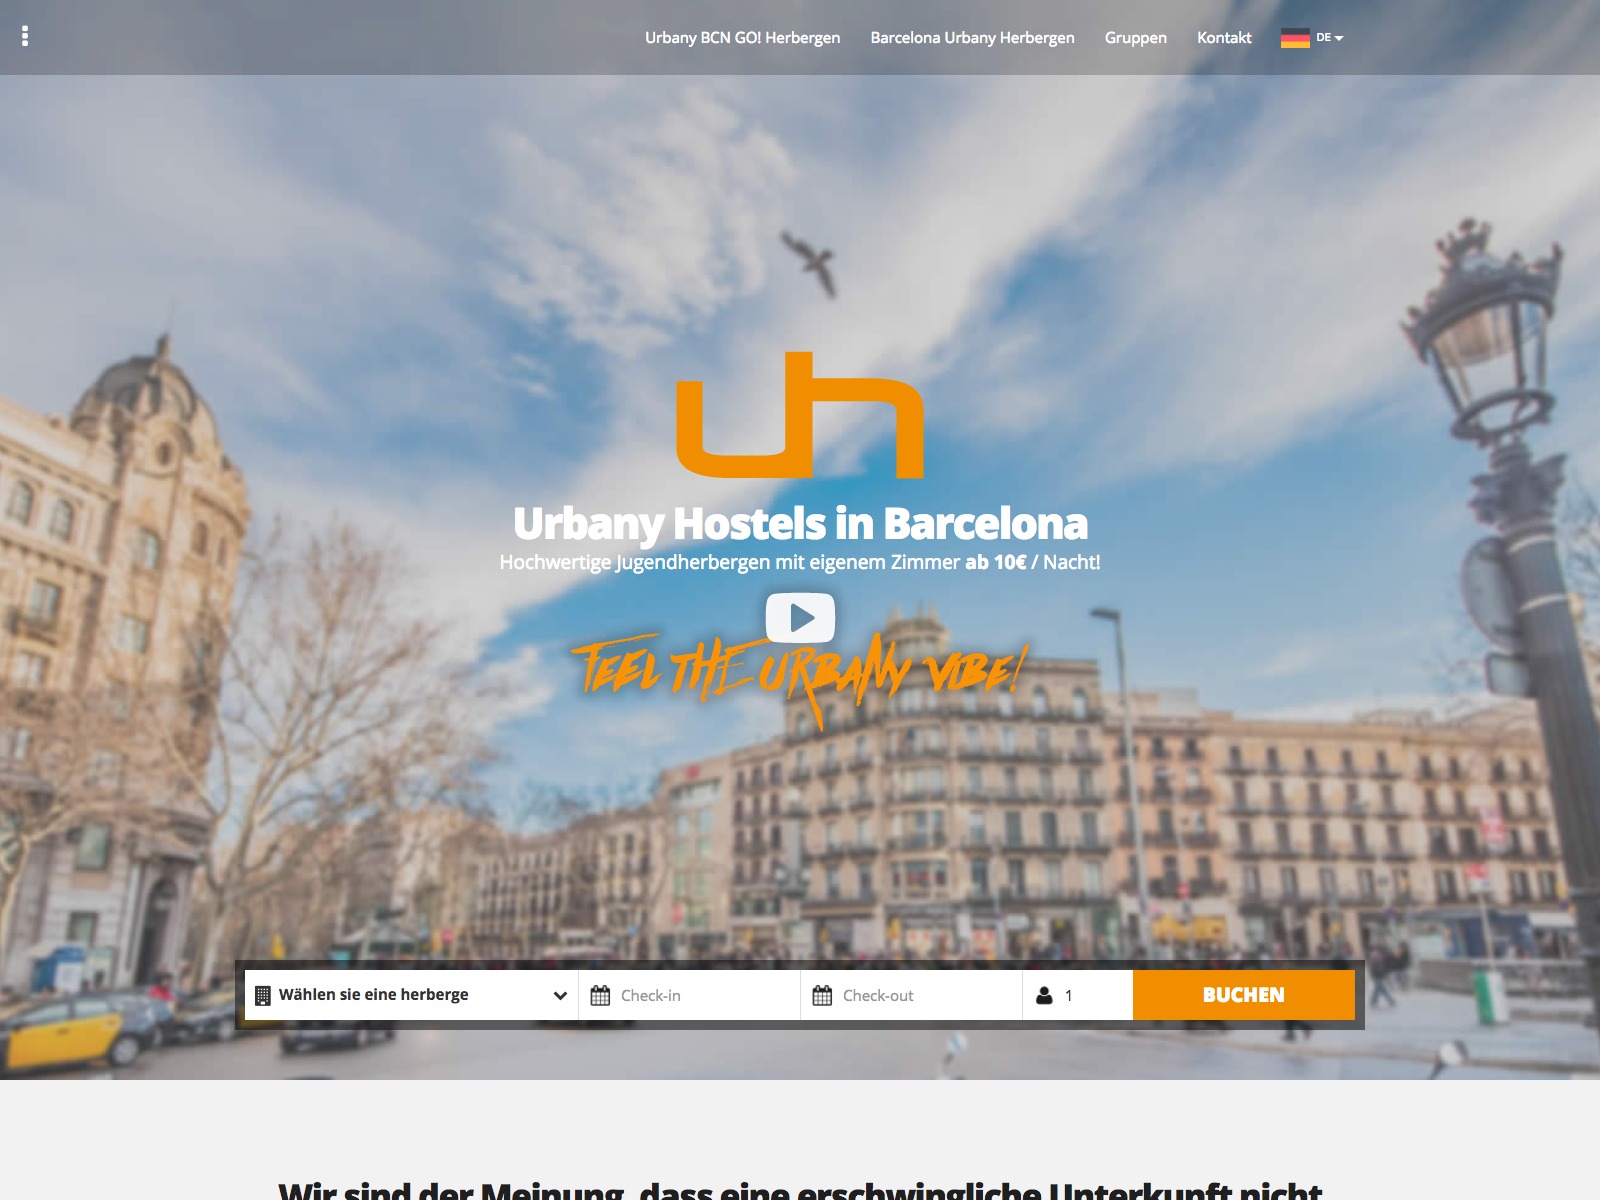 Urbany BCN GO! Herbergen
Barcelona Urbany Herbergen
Gruppen
Kontakt
DE
uh
Urbany Hostels in Barcelona
Hochwertige Jugendherbergen mit eigenem Zimmer ab 10€ / Nacht!
FEEL THE URBANY VIBE!
Wählen sie eine herberge
Check-in
Check-out
1
BUCHEN
Wir sind der Meinung, dass eine erschwingliche Unterkunft nicht